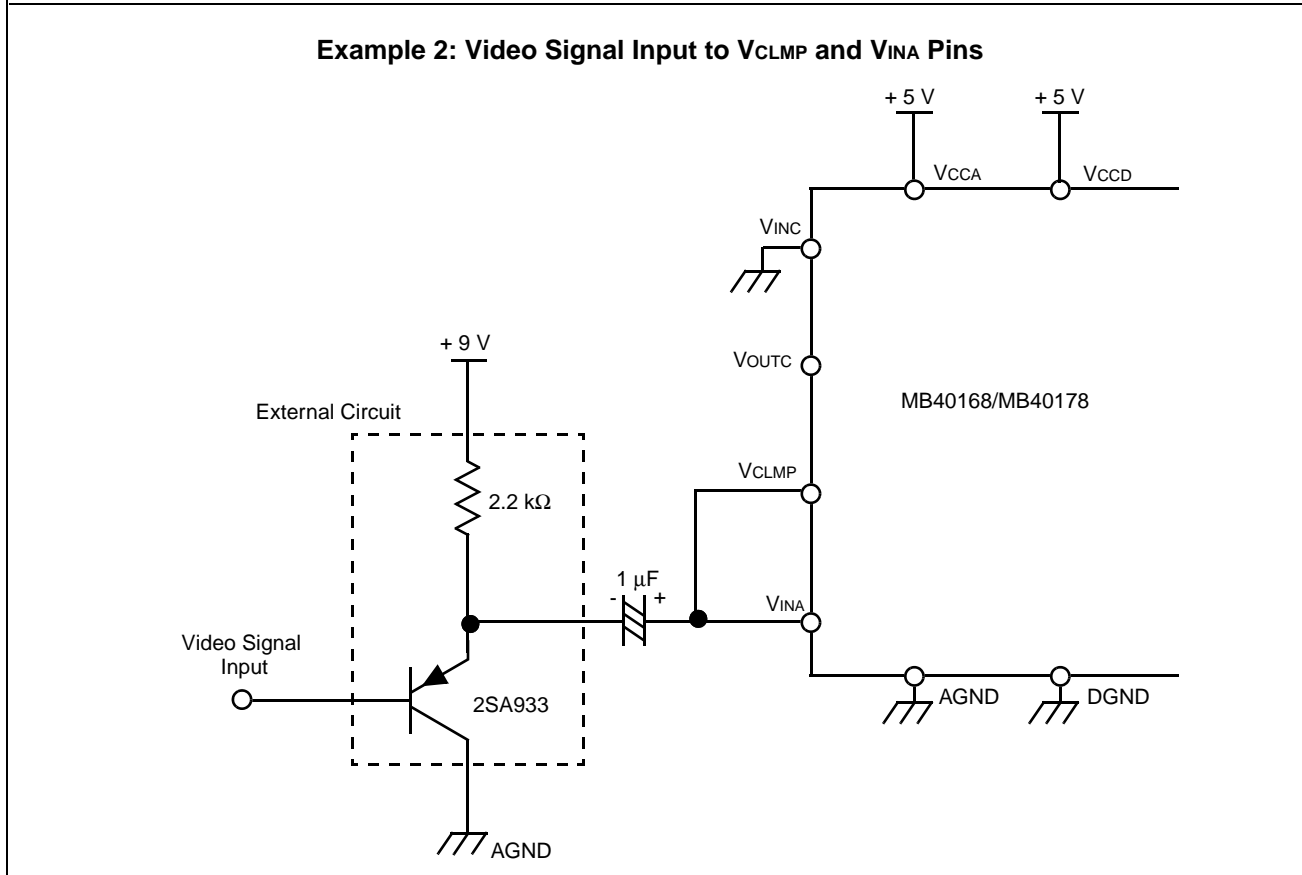 Example 2: Video Signal Input to VCLMP and VINA Pins
+ 5 V
+ 5 V
VCCA
VCCD
VINC
+ 9 V
VOUTC
MB40168/MB40178
External Circuit
VCLMP
2.2 kΩ
1 μF
- +
VINA
Video Signal
Input
2SA933
AGND
DGND
AGND